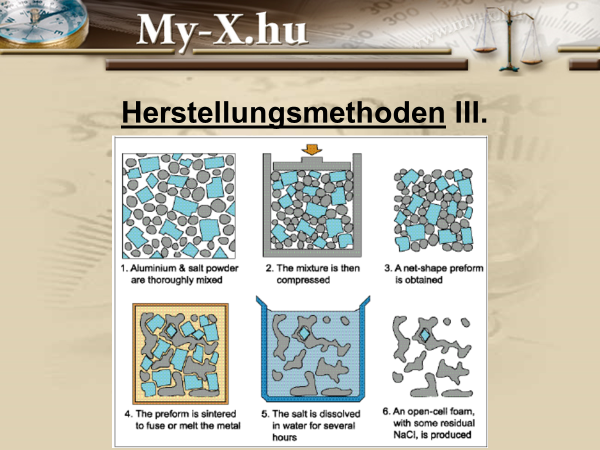 My-X.hu
Herstellungsmethoden III.
1. Aluminium & salt powder
are thoroughly mixed
2. The mixture is then
compressed
3. A net-shape preform
is obtained
4. The preform is sintered
to fuse or melt the metal
5. The salt is dissolved
in water for several
hours
6. An open-cell foam,
with some residual
NaCl, is produced